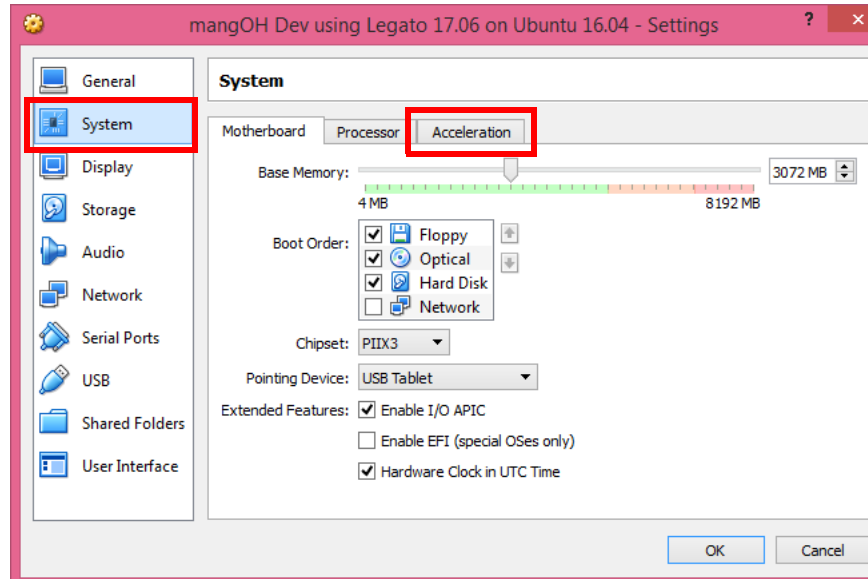 mangOH Dev using Legato 17.06 on Ubuntu 16.04 - Settings ? ×
General
System
Display
Storage
Audio
Network
Serial Ports
USB
Shared Folders
User Interface
System
Motherboard Processor Acceleration
Base Memory: 3072 MB
4 MB 8192 MB
Boot Order: Floppy
Optical
Hard Disk
Network
Chipset: PIIX3
Pointing Device: USB Tablet
Extended Features: Enable I/O APIC
Enable EFI (special OSes only)
Hardware Clock in UTC Time
OK Cancel